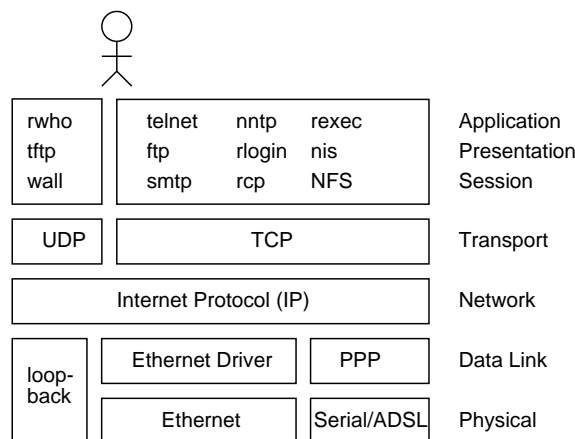 rwho telnet nntp rexec Application
tftp ftp rlogin nis Presentation
wall smtp rcp NFS Session
UDP TCP Transport
Internet Protocol (IP) Network
loop-
back
Ethernet Driver PPP Data Link
Ethernet Serial/ADSL Physical